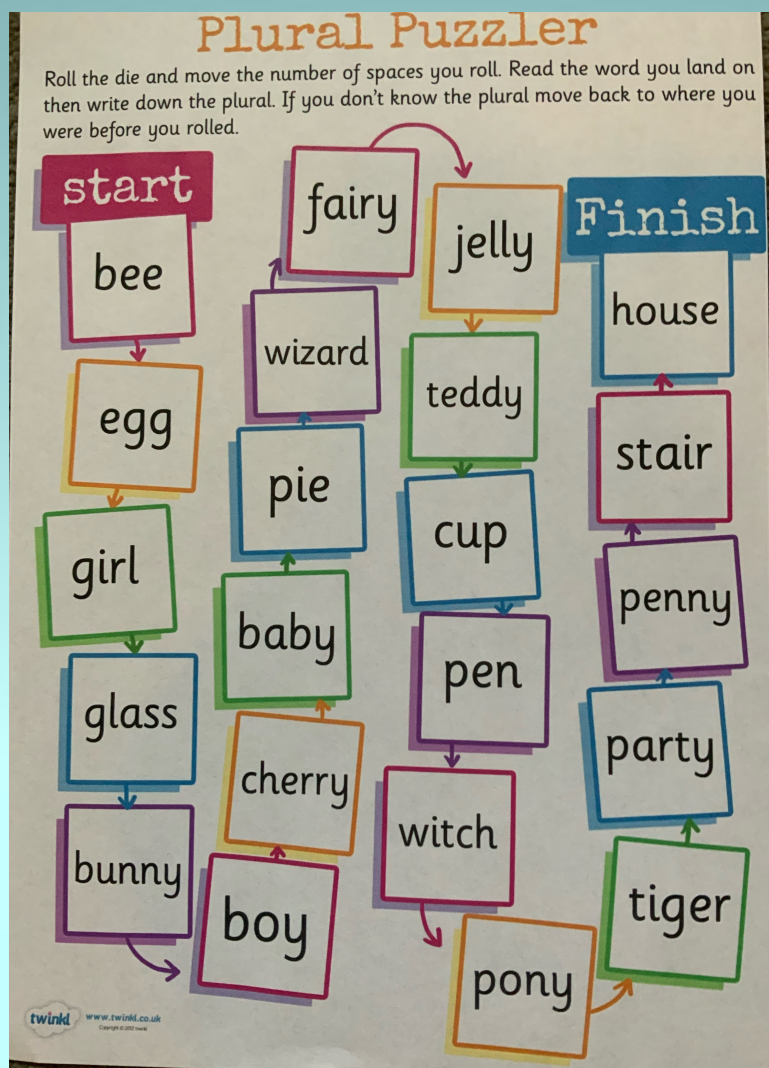 Plural Puzzler
Roll the die and move the number of spaces you roll. Read the word you land on
then write down the plural. If you don't know the plural move back to where you
were before you rolled.
start
bee
egg
girl
glass
bunny
boy
cherry
baby
pie
wizard
fairy
jelly
teddy
cup
pen
witch
pony
tiger
party
penny
stair
house
Finish
twinkl www.twinkl.co.uk
Copyright © 2012 twinkl